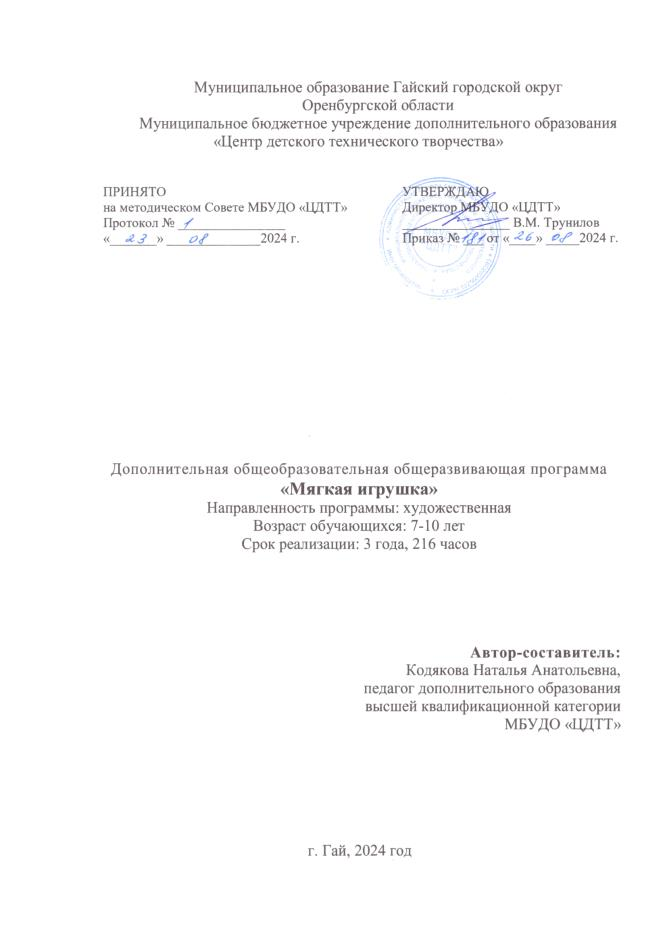 Муниципальное образование Гайский городской округ
Оренбургской области
Муниципальное бюджетное учреждение дополнительного образования
«Центр детского технического творчества»
ПРИНЯТО
на методическом Совете МБУДО «ЦДТТ»
Протокол № 1
« 23 » 08 2024 г.
УТВЕРЖДАЮ
Директор МБУДО «ЦДТТ»
В.М. Трунилов
Приказ № 181 от « 26 » 08 2024 г.
Дополнительная общеобразовательная общеразвивающая программа
«Мягкая игрушка»
Направленность программы: художественная
Возраст обучающихся: 7-10 лет
Срок реализации: 3 года, 216 часов
Автор-составитель:
Кодякова Наталья Анатольевна,
педагог дополнительного образования
высшей квалификационной категории
МБУДО «ЦДТТ»
г. Гай, 2024 год